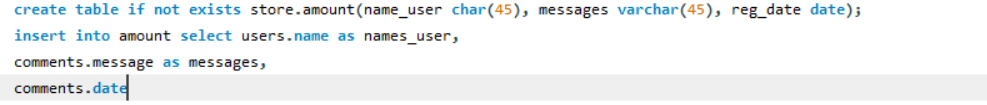 create table if not exists store.amount(name_user char(45), messages varchar(45), reg_date date);
insert into amount select users.name as names_user,
comments.message as messages,
comments.date